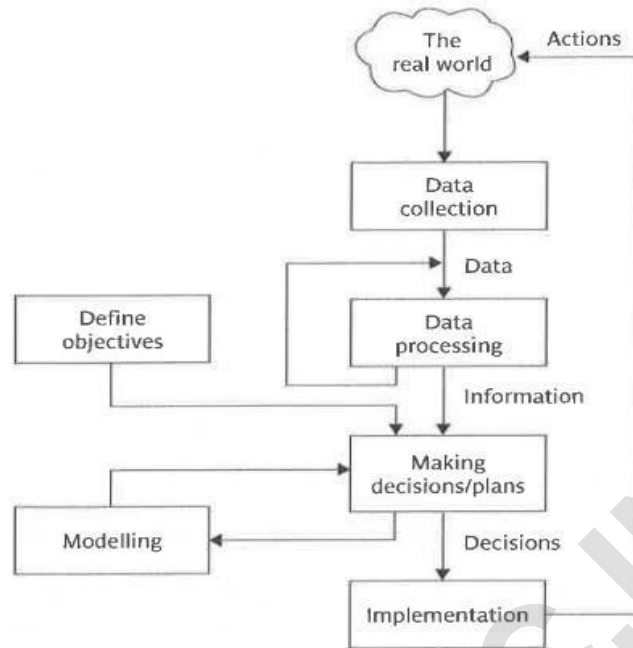 The
real world
Actions
Data
collection
Data
Define
objectives
Data
processing
Information
Making
decisions/plans
Modelling
Decisions
Implementation